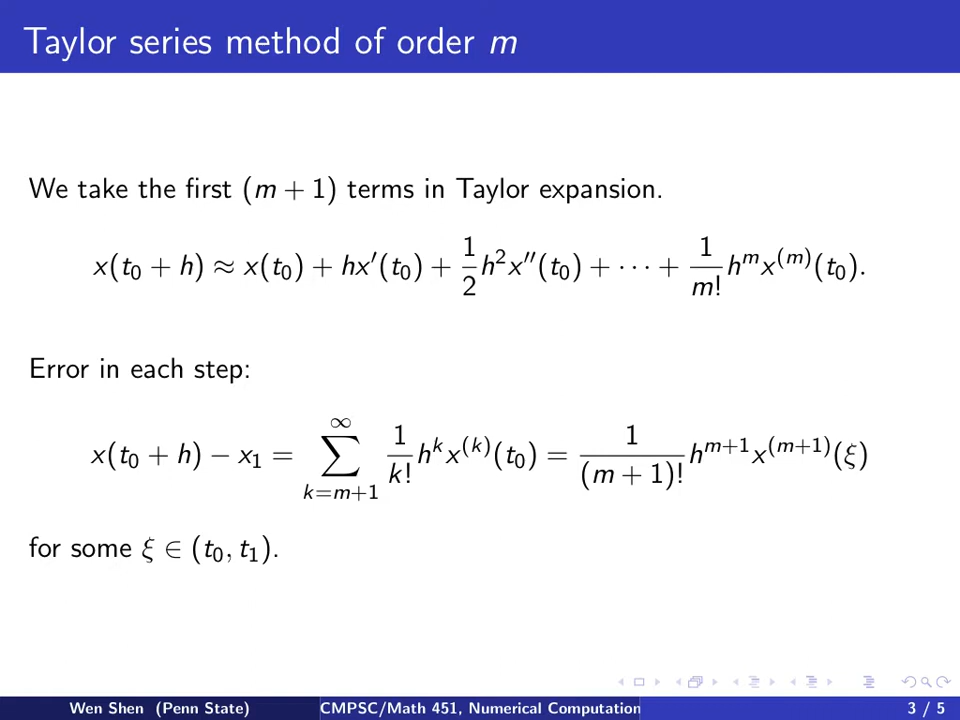 Taylor series method of order m
We take the first (m + 1) terms in Taylor expansion.
x(t₀ + h) ≈ x(t₀) + hx′(t₀) + 1/2 h²x″(t₀) + ⋯ + 1/m! hᵐx⁽ᵐ⁾(t₀).
Error in each step:
x(t₀ + h) − x₁ = ∑_{k=m+1}^{∞} 1/k! hᵏx⁽ᵏ⁾(t₀) = 1/(m + 1)! hᵐ⁺¹x⁽ᵐ⁺¹⁾(ξ)
for some ξ ∈ (t₀, t₁).
Wen Shen (Penn State) CMPSC/Math 451, Numerical Computation 3 / 5